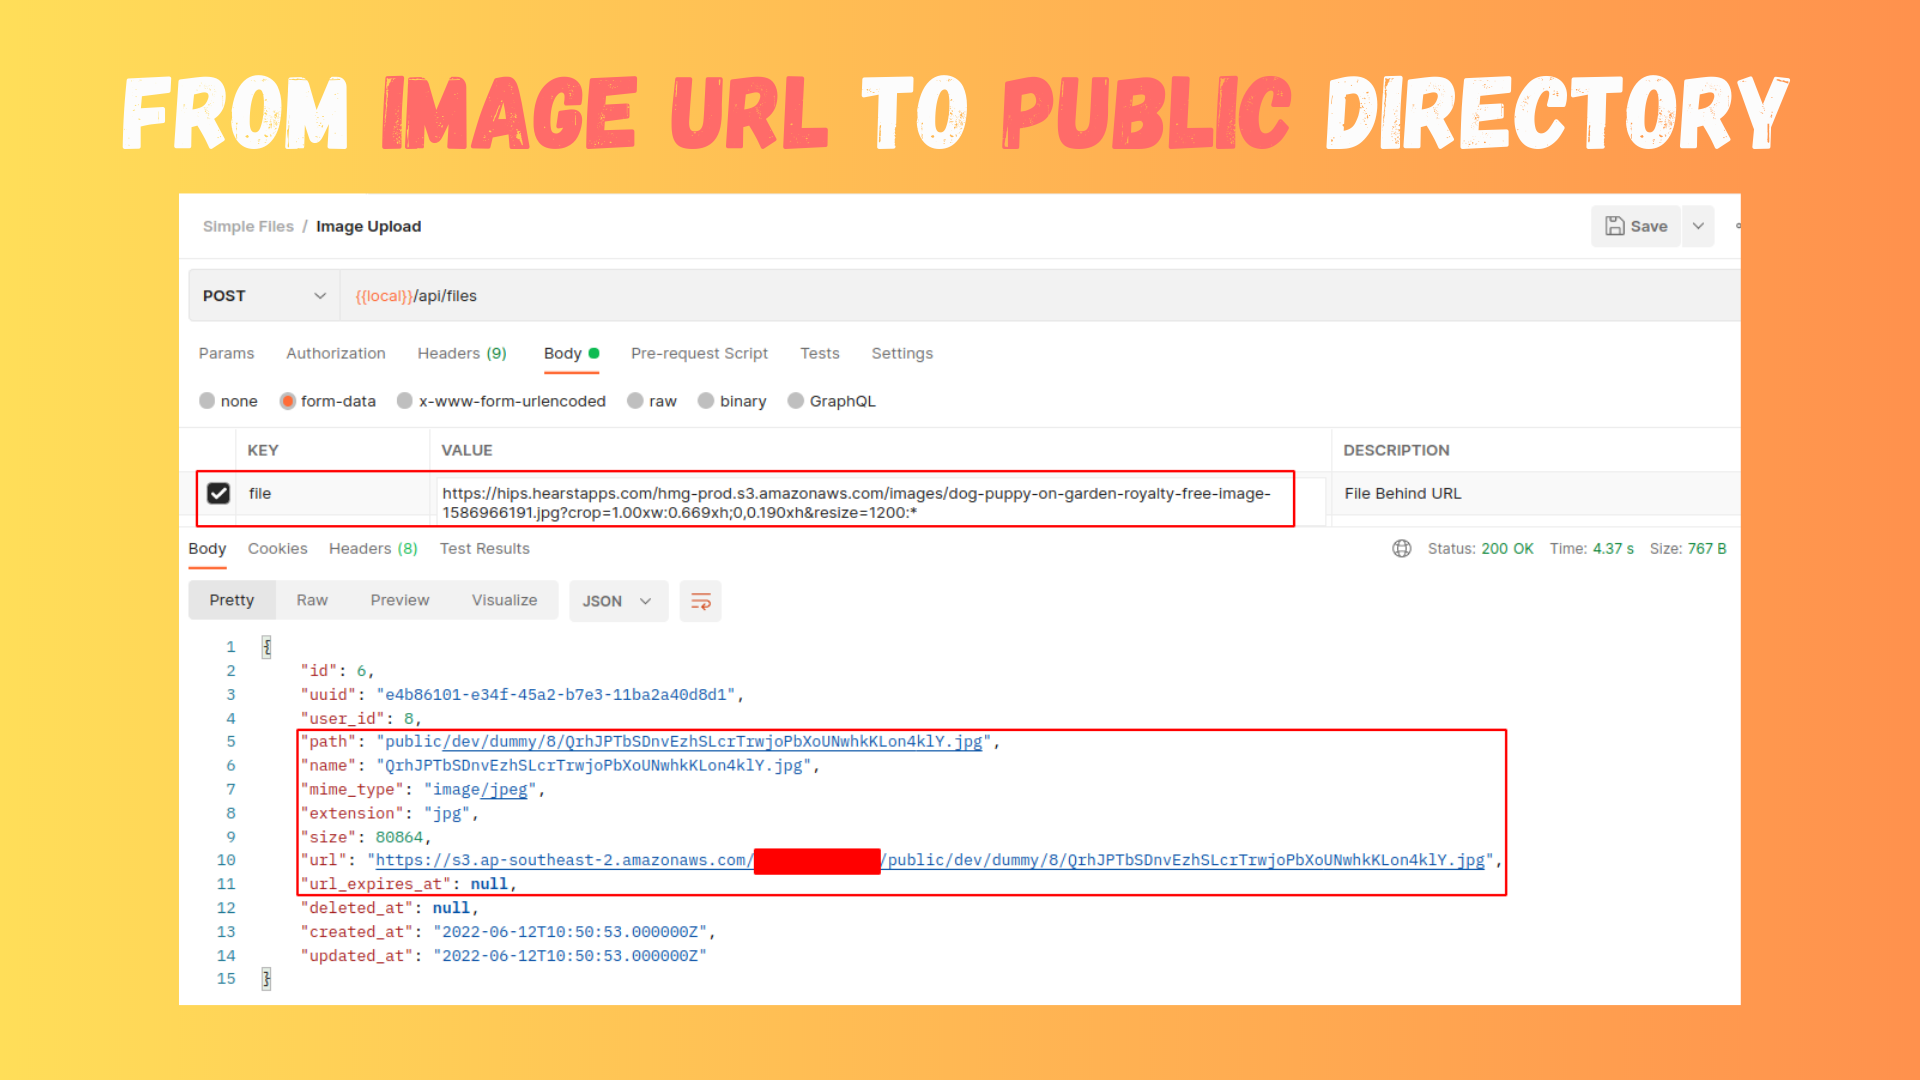 FROM IMAGE URL TO PUBLIC DIRECTORY
Simple Files / Image Upload
Save
POST {{local}}/api/files
Params Authorization Headers (9) Body Pre-request Script Tests Settings
none form-data x-www-form-urlencoded raw binary GraphQL
KEY VALUE DESCRIPTION
file https://hips.hearstapps.com/hmg-prod.s3.amazonaws.com/images/dog-puppy-on-garden-royalty-free-image- File Behind URL
1586966191.jpg?crop=1.00xw:0.669xh;0,0.190xh&resize=1200:*
Body Cookies Headers (8) Test Results Status: 200 OK Time: 4.37 s Size: 767 B
Pretty Raw Preview Visualize JSON
1 {
2 "id": 6,
3 "uuid": "e4b86101-e34f-45a2-b7e3-11ba2a40d8d1",
4 "user_id": 8,
5 "path": "public/dev/dummy/8/QrhJPTbSDnvEzhSLcrTrwjoPbXoUNwhkKLon4klY.jpg",
6 "name": "QrhJPTbSDnvEzhSLcrTrwjoPbXoUNwhkKLon4klY.jpg",
7 "mime_type": "image/jpeg",
8 "extension": "jpg",
9 "size": 80864,
10 "url": "https://s3.ap-southeast-2.amazonaws.com/ /public/dev/dummy/8/QrhJPTbSDnvEzhSLcrTrwjoPbXoUNwhkKLon4klY.jpg",
11 "url_expires_at": null,
12 "deleted_at": null,
13 "created_at": "2022-06-12T10:50:53.000000Z",
14 "updated_at": "2022-06-12T10:50:53.000000Z"
15 }